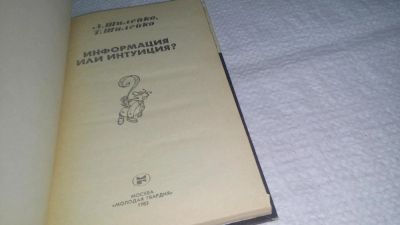 А. Шилейко,
Т. Шилейко
ИНФОРМАЦИЯ
ИЛИ ИНТУИЦИЯ?
МОСКВА
«МОЛОДАЯ ГВАРДИЯ»
1983